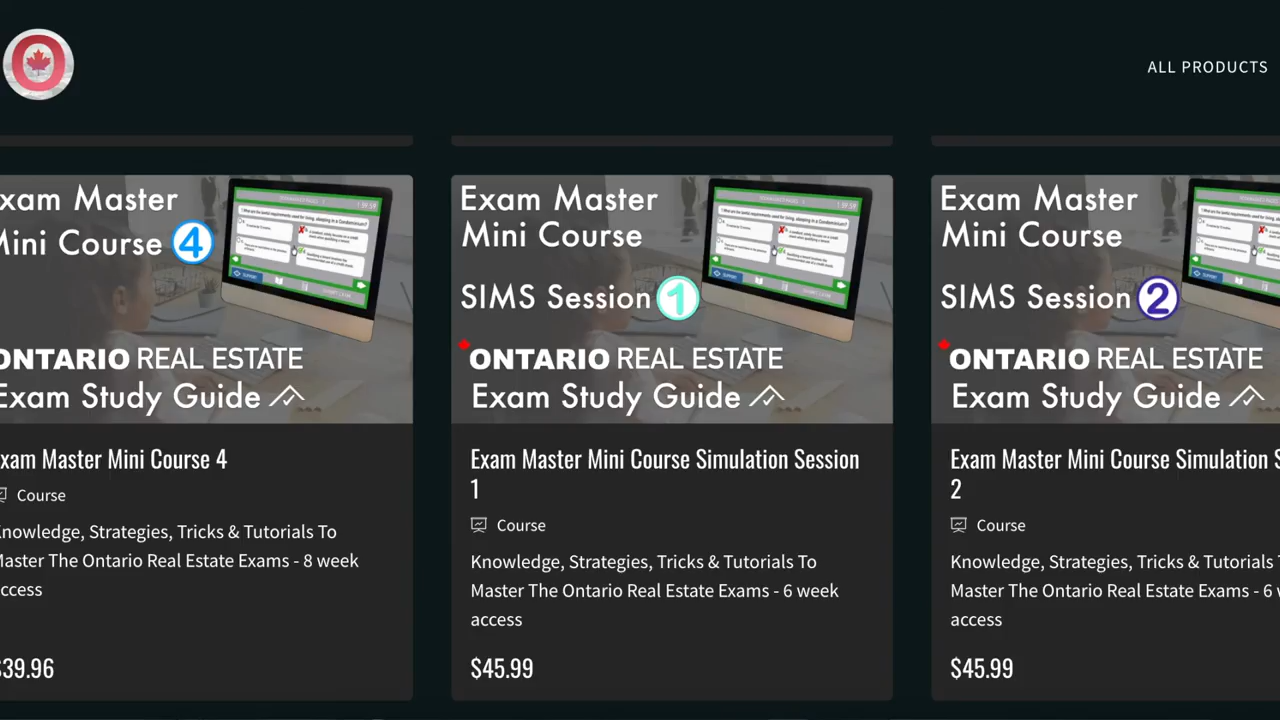 ALL PRODUCTS
xam Master
Mini Course 4
ONTARIO REAL ESTATE
Exam Study Guide
xam Master Mini Course 4
Course
Knowledge, Strategies, Tricks & Tutorials To
Master The Ontario Real Estate Exams - 8 week
ccess
$39.96
Exam Master
Mini Course
SIMS Session 1
ONTARIO REAL ESTATE
Exam Study Guide
Exam Master Mini Course Simulation Session
1
Course
Knowledge, Strategies, Tricks & Tutorials To
Master The Ontario Real Estate Exams - 6 week
access
$45.99
Exam Master
Mini Course
SIMS Session 2
ONTARIO REAL ESTATE
Exam Study Guide
Exam Master Mini Course Simulation S
2
Course
Knowledge, Strategies, Tricks & Tutorials
Master The Ontario Real Estate Exams - 6
access
$45.99